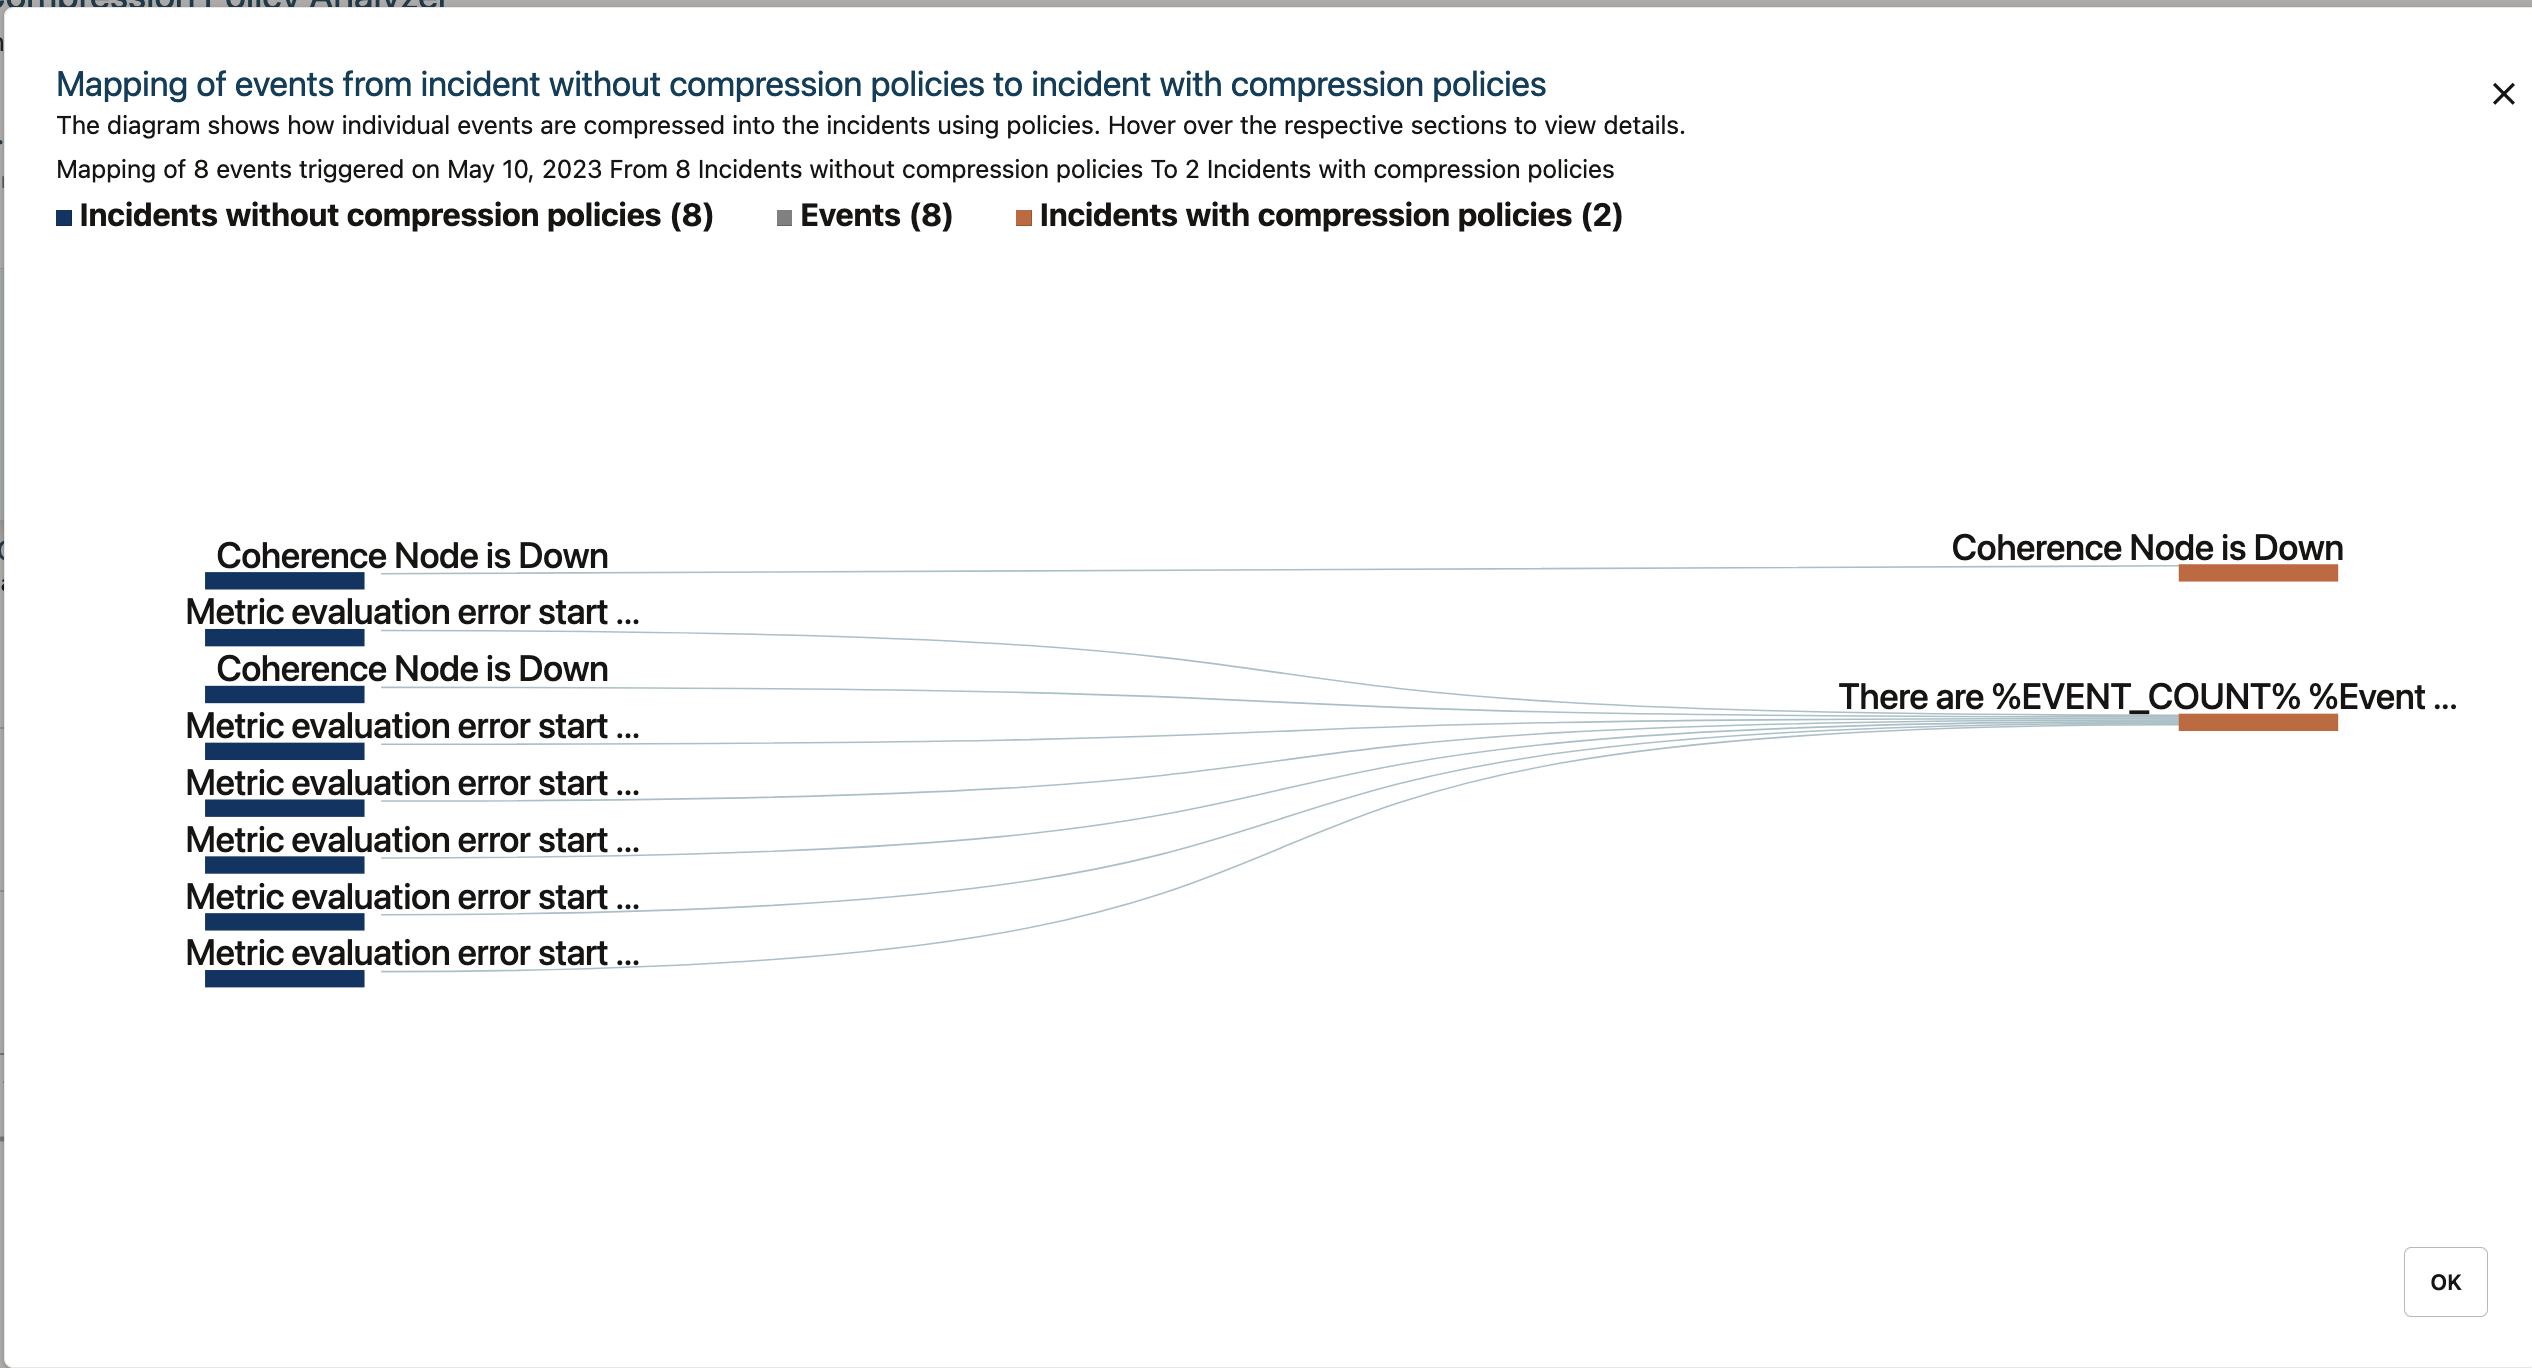 Compression Policy Analyzer
Mapping of events from incident without compression policies to incident with compression policies
The diagram shows how individual events are compressed into the incidents using policies. Hover over the respective sections to view details.
Mapping of 8 events triggered on May 10, 2023 From 8 Incidents without compression policies To 2 Incidents with compression policies
Incidents without compression policies (8) Events (8) Incidents with compression policies (2)
Coherence Node is Down
Metric evaluation error start ...
Coherence Node is Down
Metric evaluation error start ...
Metric evaluation error start ...
Metric evaluation error start ...
Metric evaluation error start ...
Metric evaluation error start ...
Coherence Node is Down
There are %EVENT_COUNT% %Event ...
OK